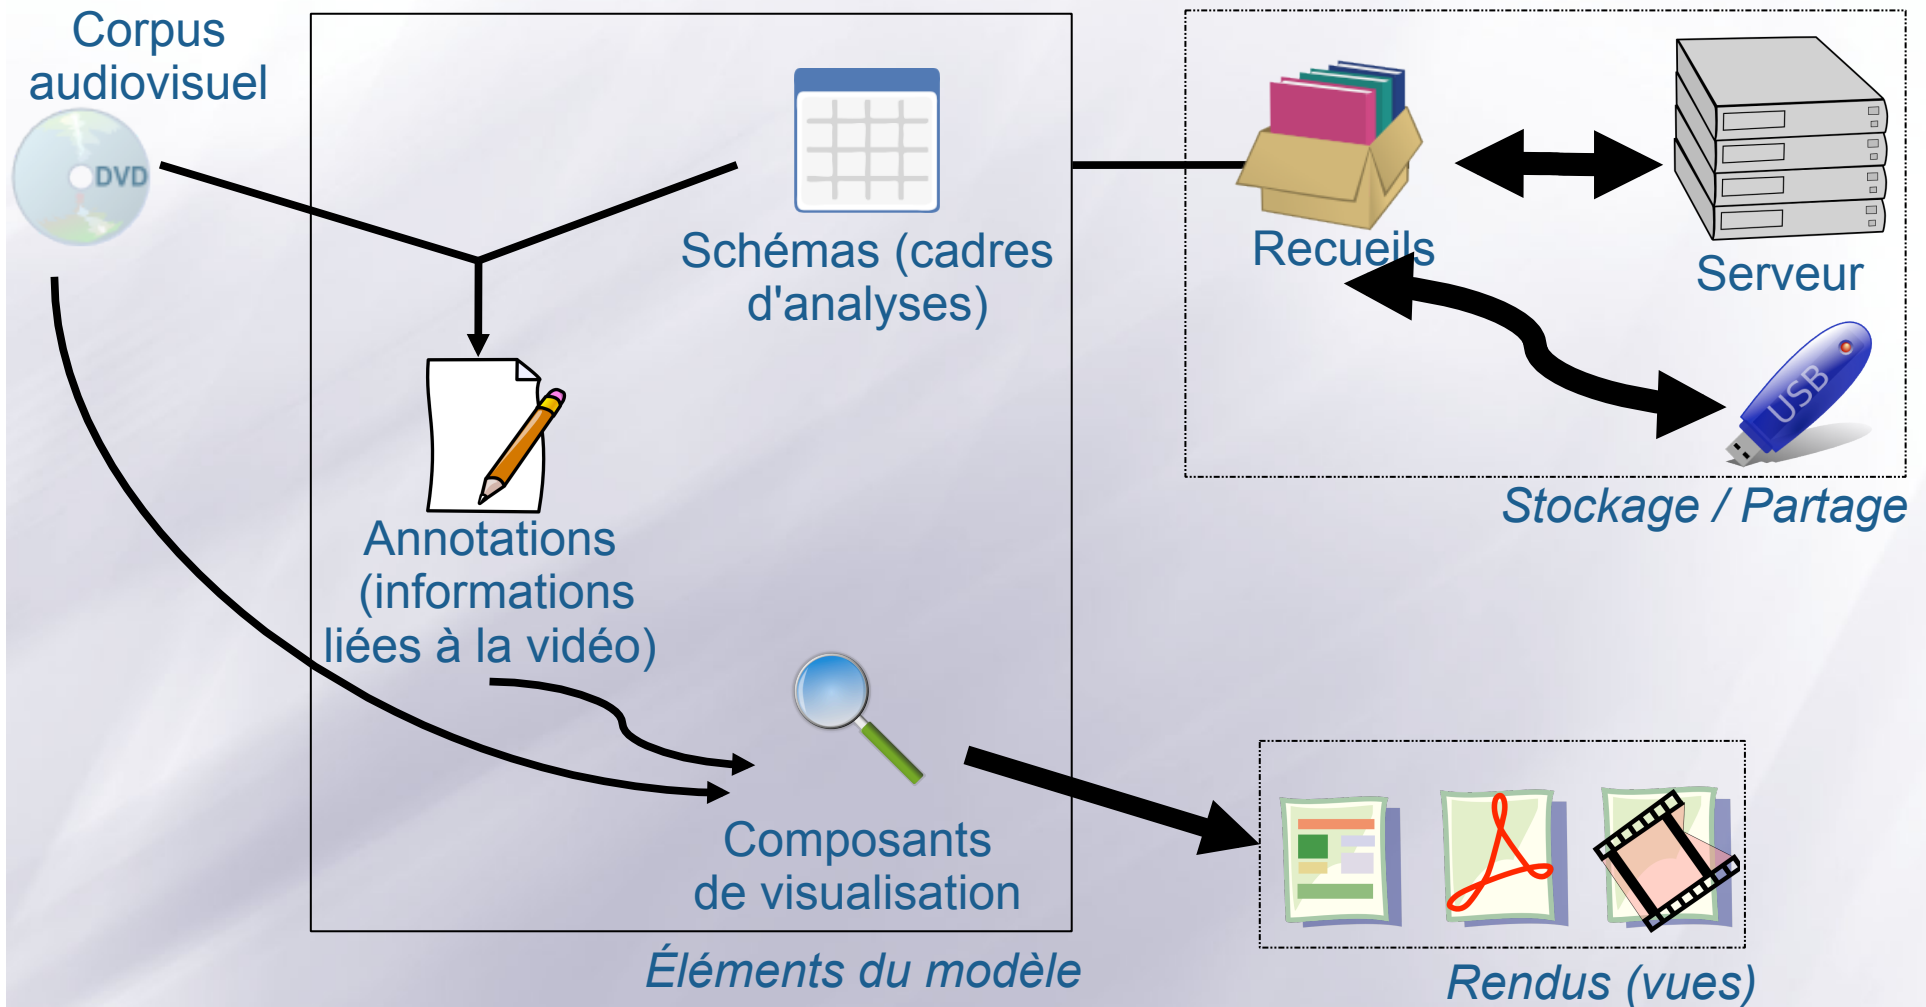 Corpus
audiovisuel
DVD
Schémas (cadres
d'analyses)
Annotations
(informations
liées à la vidéo)
Composants
de visualisation
Éléments du modèle
Recueils
Serveur
USB
Stockage / Partage
Rendus (vues)